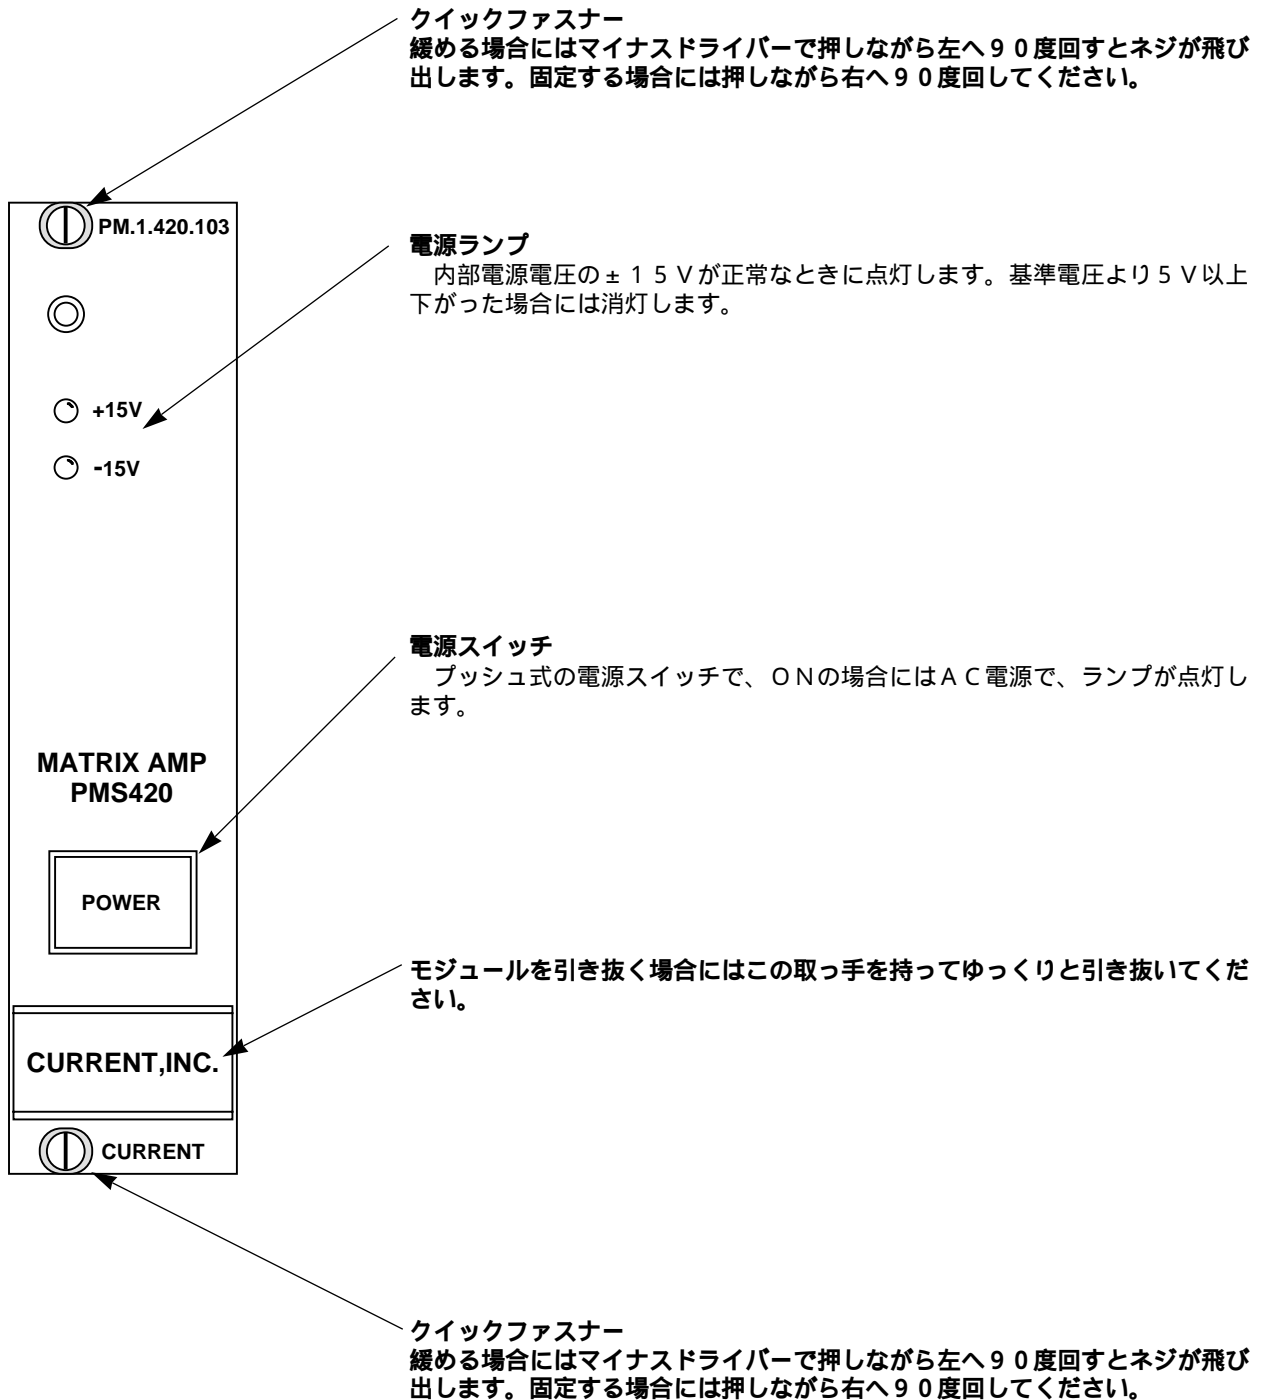 クイックファスナー
緩める場合にはマイナスドライバーで押しながら左へ９０度回すとネジが飛び
出します。固定する場合には押しながら右へ９０度回してください。
PM.1.420.103
電源ランプ
　内部電源電圧の±１５Ｖが正常なときに点灯します。基準電圧より５Ｖ以上
下がった場合には消灯します。
+15V
-15V
電源スイッチ
　プッシュ式の電源スイッチで、ＯＮの場合にはＡＣ電源で、ランプが点灯し
ます。
MATRIX AMP
PMS420
POWER
モジュールを引き抜く場合にはこの取っ手を持ってゆっくりと引き抜いてくだ
さい。
CURRENT,INC.
CURRENT
クイックファスナー
緩める場合にはマイナスドライバーで押しながら左へ９０度回すとネジが飛び
出します。固定する場合には押しながら右へ９０度回してください。